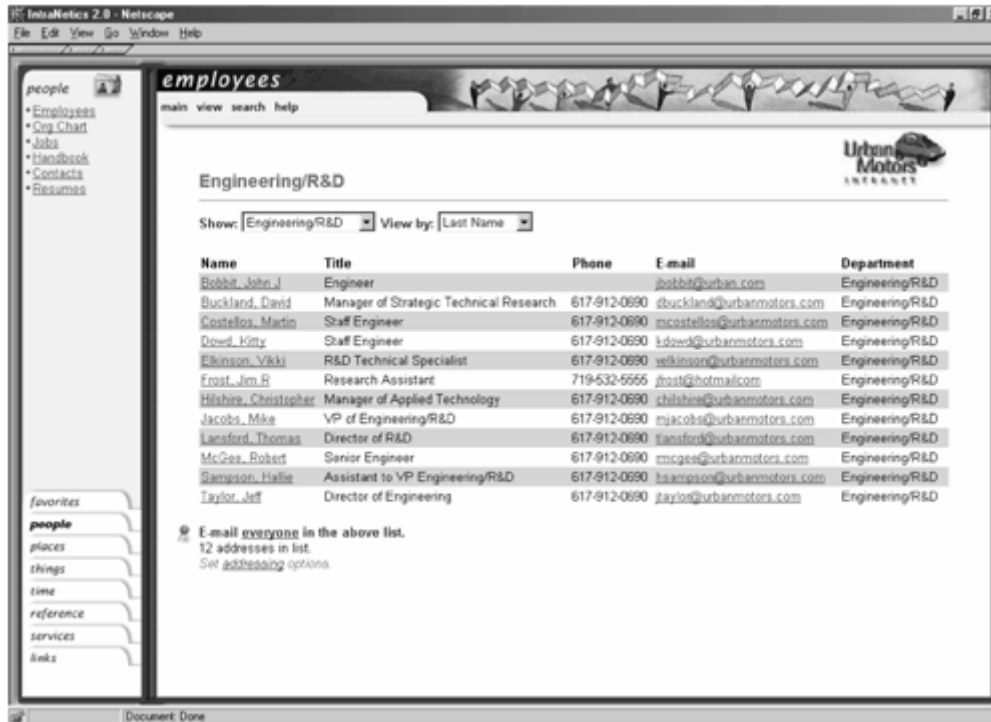 IntraNetics 2.0 - Netscape
File Edit View Go Window Help
people
Employees
Org Chart
Jobs
Handbook
Contacts
Resumes
employees
main view search help
Urban
Motors
INTRANET
Engineering/R&D
Show: Engineering/R&D View by: Last Name
Name Title Phone E-mail Department
Bobbit, John J Engineer jbobbit@urban.com Engineering/R&D
Buckland, David Manager of Strategic Technical Research 617-912-0690 dbuckland@urbanmotors.com Engineering/R&D
Costellos, Martin Staff Engineer 617-912-0690 mcostellos@urbanmotors.com Engineering/R&D
Dowd, Kitty Staff Engineer 617-912-0690 kdowd@urbanmotors.com Engineering/R&D
Elkinson, Vikki R&D Technical Specialist 617-912-0690 velkinson@urbanmotors.com Engineering/R&D
Frost, Jim R Research Assistant 719-532-5555 jfrost@hotmailcom Engineering/R&D
Hilshire, Christopher Manager of Applied Technology 617-912-0690 chilshire@urbanmotors.com Engineering/R&D
Jacobs, Mike VP of Engineering/R&D 617-912-0690 mjacobs@urbanmotors.com Engineering/R&D
Lansford, Thomas Director of R&D 617-912-0690 tlansford@urbanmotors.com Engineering/R&D
McGee, Robert Senior Engineer 617-912-0690 rmcgee@urbanmotors.com Engineering/R&D
Sampson, Hallie Assistant to VP Engineering/R&D 617-912-0690 hsampson@urbanmotors.com Engineering/R&D
Taylor, Jeff Director of Engineering 617-912-0690 jtaylor@urbanmotors.com Engineering/R&D
E-mail everyone in the above list.
12 addresses in list.
Set addressing options.
favorites
people
places
things
time
reference
services
links
Document: Done